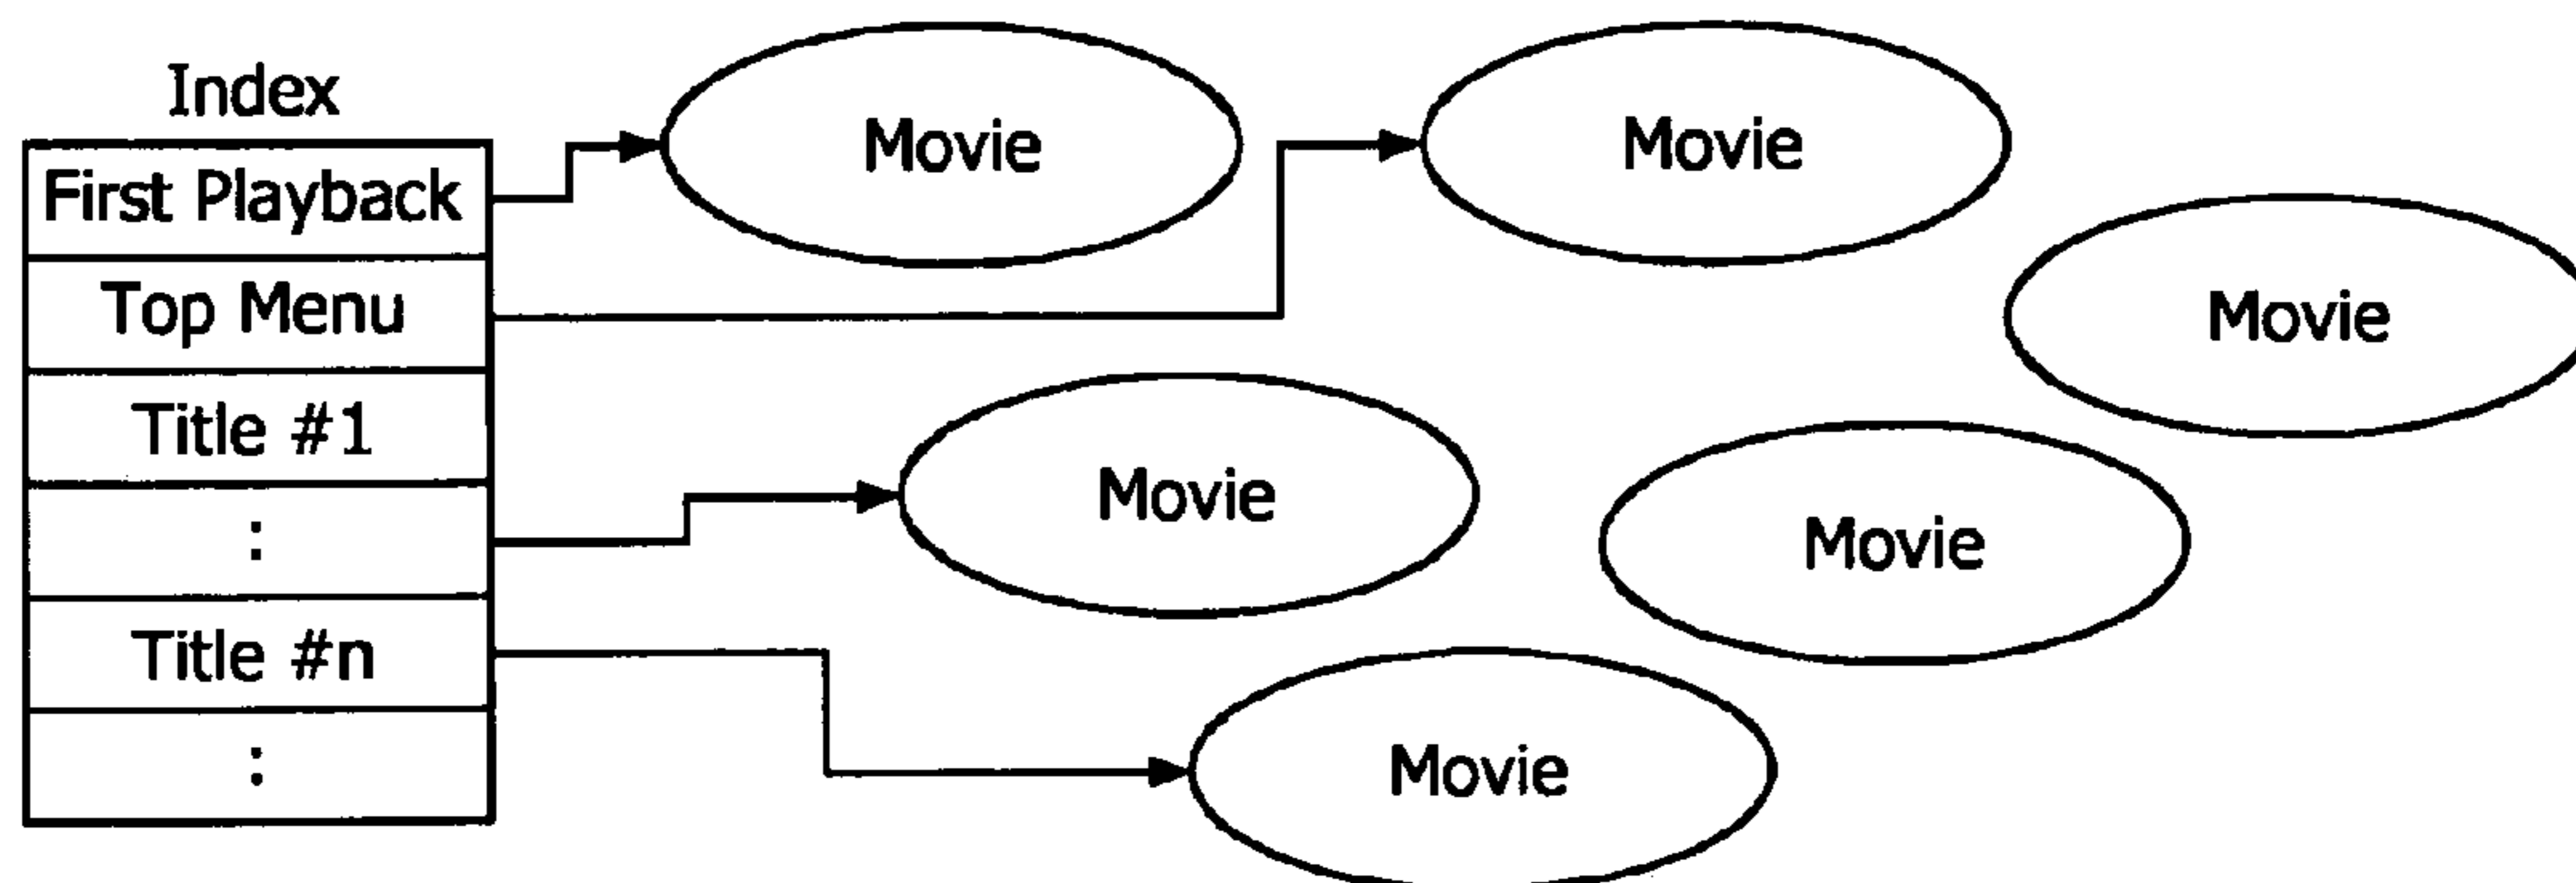 Index
First Playback
Top Menu
Title #1
:
Title #n
:
Movie
Movie
Movie
Movie
Movie
Movie